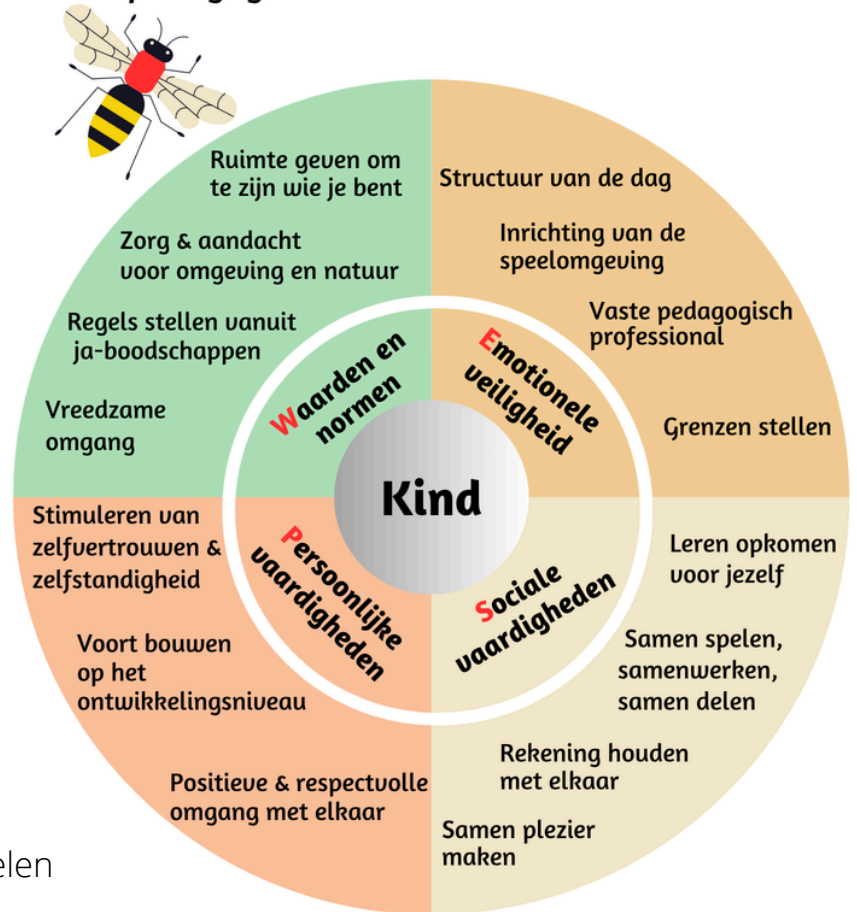 Ruimte geven om
te zijn wie je bent
Zorg & aandacht
voor omgeving en natuur
Regels stellen vanuit
ja-boodschappen
Vreedzame
omgang
Structuur van de dag
Inrichting van de
speelomgeving
Vaste pedagogisch
professional
Grenzen stellen
Waarden en
normen
Emotionele
veiligheid
Kind
Persoonlijke
vaardigheden
Sociale
vaardigheden
Stimuleren van
zelfvertrouwen &
zelfstandigheid
Voort bouwen
op het
ontwikkelingsniveau
Positieve & respectvolle
omgang met elkaar
Leren opkomen
voor jezelf
Samen spelen,
samenwerken,
samen delen
Rekening houden
met elkaar
Samen plezier
maken
elen